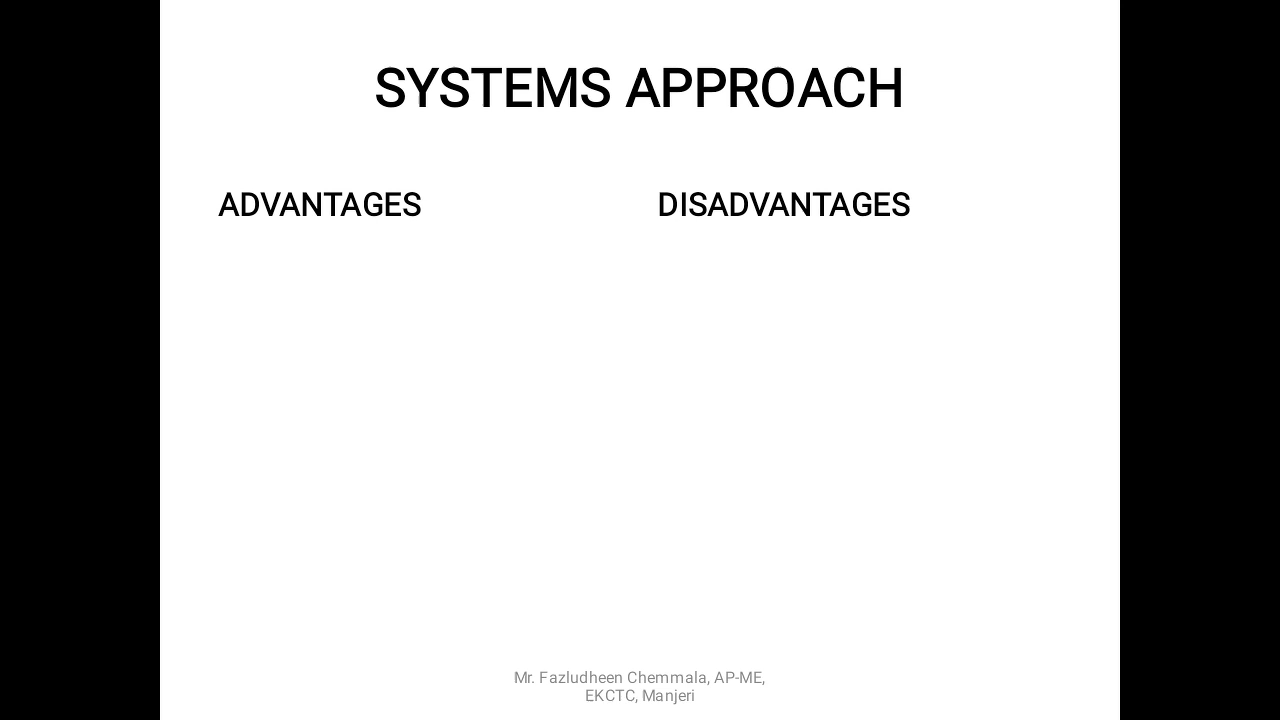 SYSTEMS APPROACH
ADVANTAGES
DISADVANTAGES
Mr. Fazludheen Chemmala, AP-ME,
EKCTC, Manjeri